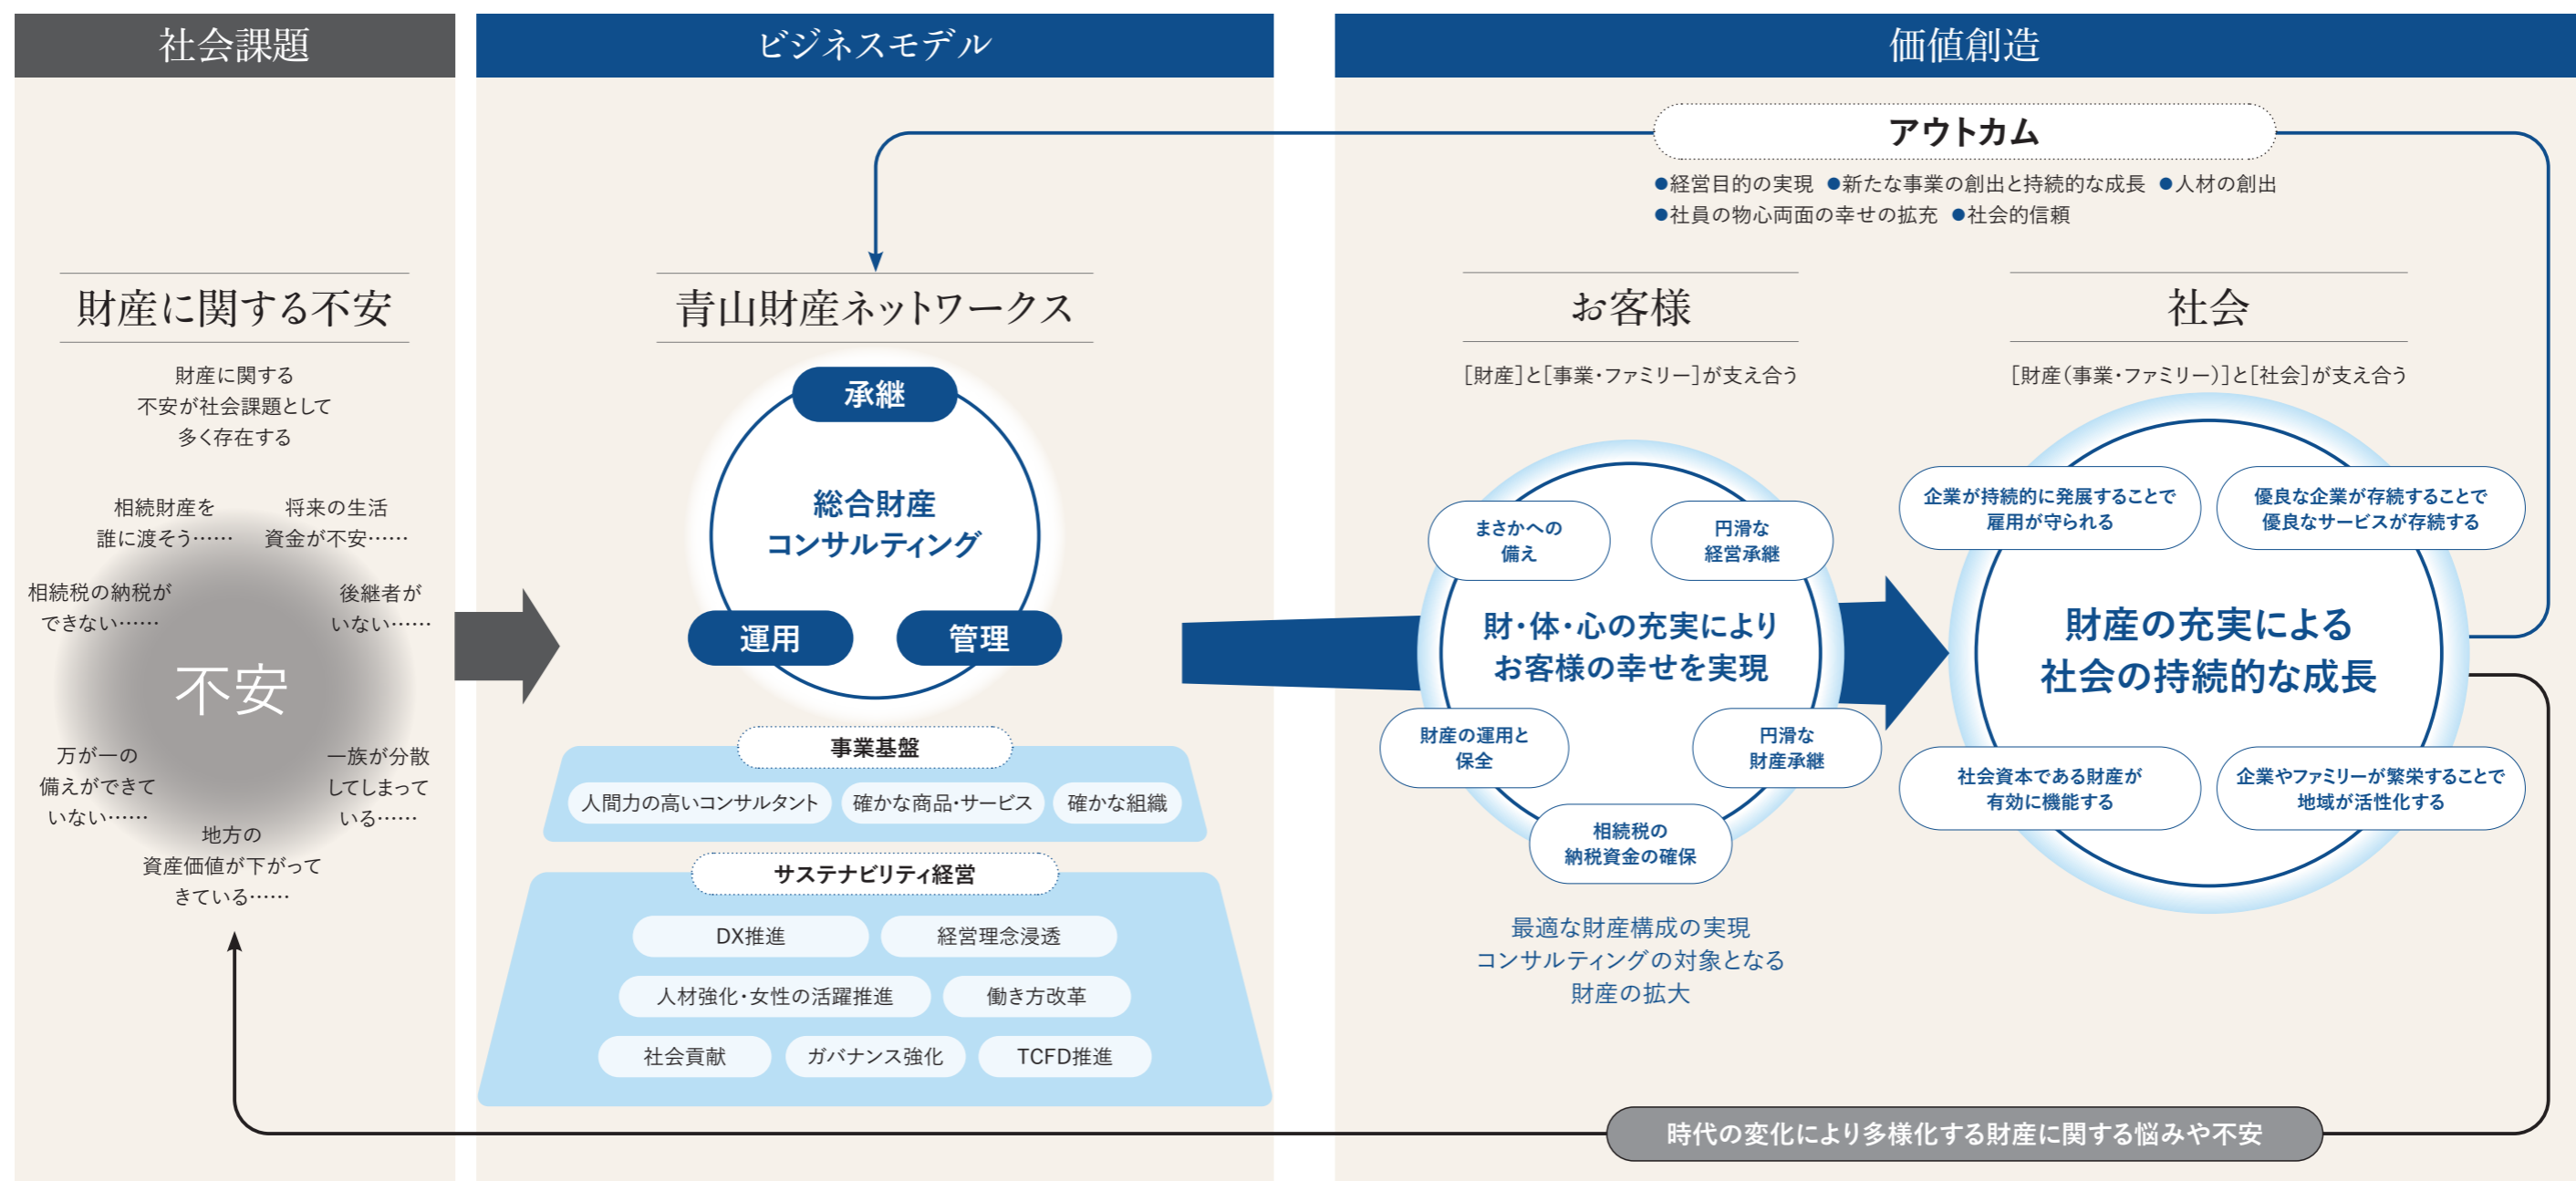 社会課題
財産に関する不安
財産に関する
不安が社会課題として
多く存在する
相続財産を
誰に渡そう……
将来の生活
資金が不安……
相続税の納税が
できない……
後継者が
いない……
不安
万が一の
備えができて
いない……
一族が分散
してしまって
いる……
地方の
資産価値が下がって
きている……
ビジネスモデル
青山財産ネットワークス
承継
総合財産
コンサルティング
運用
管理
事業基盤
人間力の高いコンサルタント
確かな商品・サービス
確かな組織
サステナビリティ経営
DX推進
経営理念浸透
人材強化・女性の活躍推進
働き方改革
社会貢献
ガバナンス強化
TCFD推進
価値創造
アウトカム
●経営目的の実現 ●新たな事業の創出と持続的な成長 ●人材の創出
●社員の物心両面の幸せの拡充 ●社会的信頼
お客様
［財産］と［事業・ファミリー］が支え合う
まさかへの
備え
円滑な
経営承継
財・体・心の充実により
お客様の幸せを実現
財産の運用と
保全
円滑な
財産承継
相続税の
納税資金の確保
最適な財産構成の実現
コンサルティングの対象となる
財産の拡大
社会
［財産（事業・ファミリー）］と［社会］が支え合う
企業が持続的に発展することで
雇用が守られる
優良な企業が存続することで
優良なサービスが存続する
財産の充実による
社会の持続的な成長
社会資本である財産が
有効に機能する
企業やファミリーが繁栄することで
地域が活性化する
時代の変化により多様化する財産に関する悩みや不安